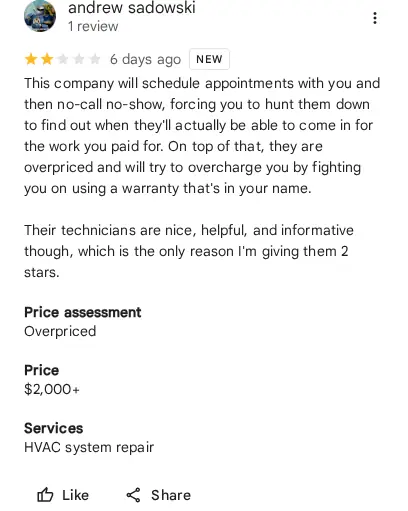 andrew sadowski
1 review
6 days ago NEW
This company will schedule appointments with you and
then no-call no-show, forcing you to hunt them down
to find out when they'll actually be able to come in for
the work you paid for. On top of that, they are
overpriced and will try to overcharge you by fighting
you on using a warranty that's in your name.
Their technicians are nice, helpful, and informative
though, which is the only reason I'm giving them 2
stars.
Price assessment
Overpriced
Price
$2,000+
Services
HVAC system repair
Like Share